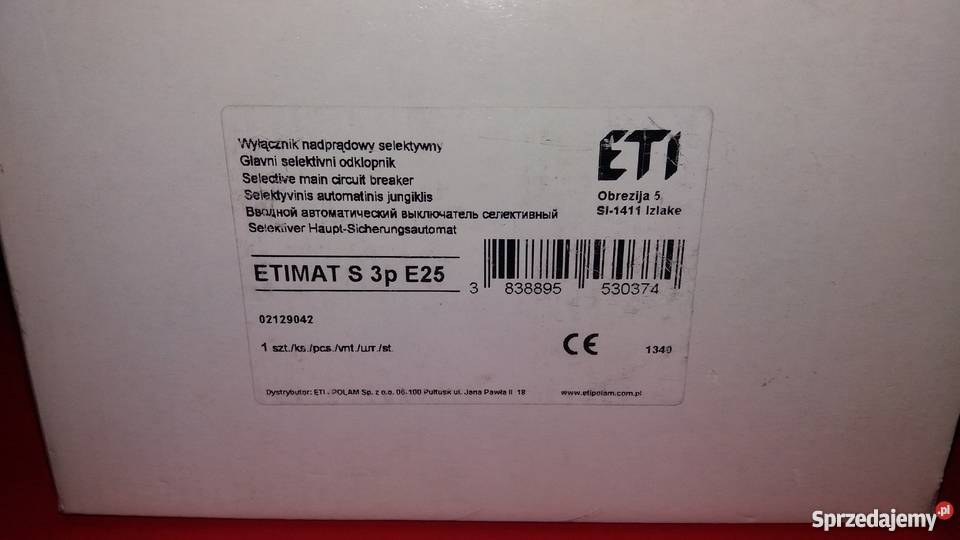 Wyłącznik nadprądowy selektywny
Glavni selektivni odklopnik
Selective main circuit breaker
Selektyvinis automatinis jungiklis
Вводной автоматический выключатель селективный
Selektiver Haupt-Sicherungsautomat
ETI
Obrezija 5
SI-1411 Izlake
ETIMAT S 3p E25
3 838895 530374
02129042
1 szt./ks./pcs./vnt./шт./st.
CE
1340
Dystrybutor: ETI - POLAM Sp. z o.o. 06-100 Pułtusk ul. Jana Pawła II 18
www.etipolam.com.pl
Sprzedajemy.pl